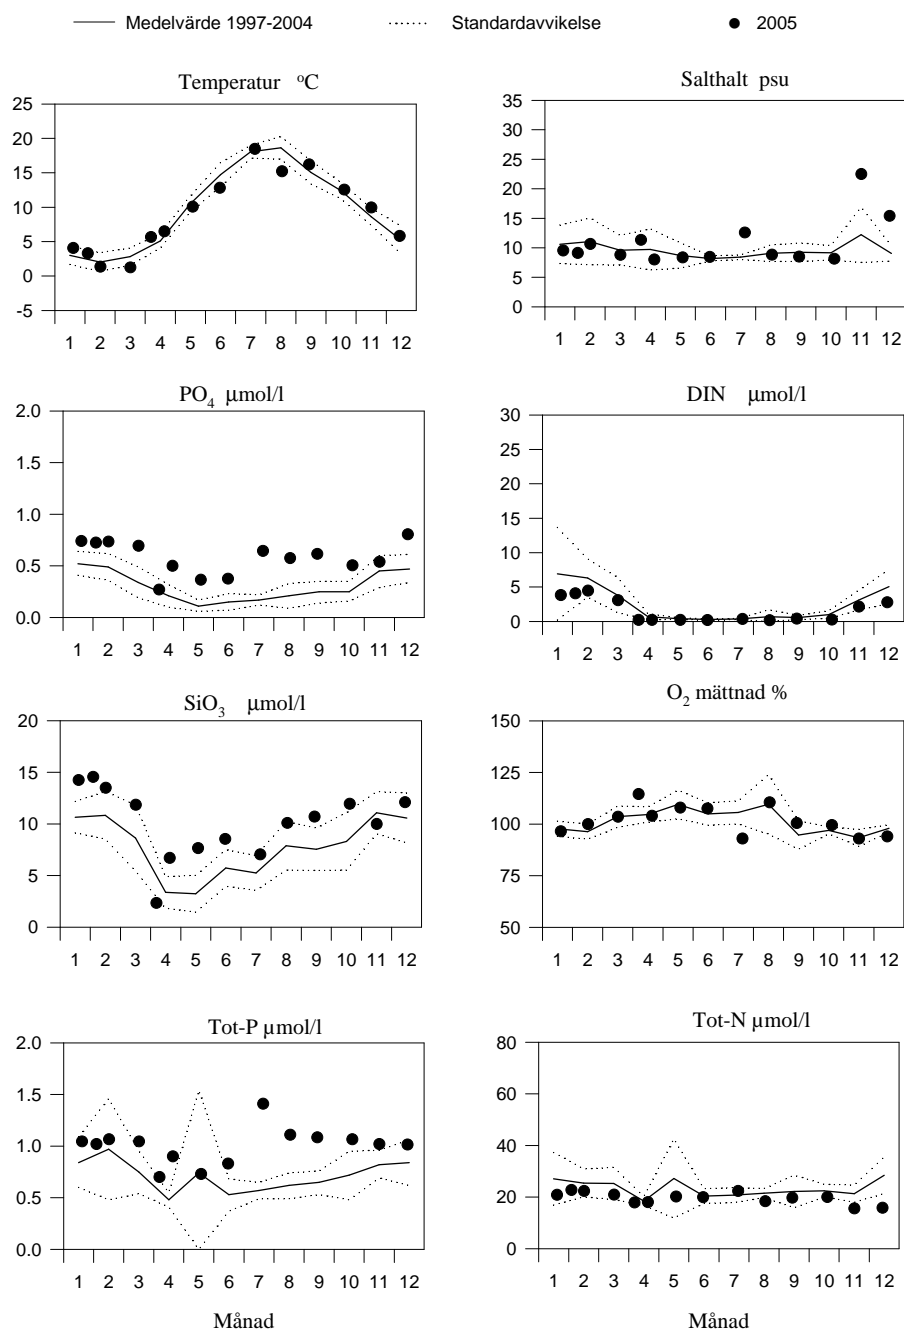 Medelvärde 1997-2004 Standardavvikelse 2005
Temperatur °C
25
20
15
10
5
0
-5
1 2 3 4 5 6 7 8 9 10 11 12
Salthalt psu
35
30
25
20
15
10
5
0
1 2 3 4 5 6 7 8 9 10 11 12
PO4 µmol/l
2.0
1.5
1.0
0.5
0.0
1 2 3 4 5 6 7 8 9 10 11 12
DIN µmol/l
30
25
20
15
10
5
0
1 2 3 4 5 6 7 8 9 10 11 12
SiO3 µmol/l
20
15
10
5
0
1 2 3 4 5 6 7 8 9 10 11 12
O2 mättnad %
150
125
100
75
50
1 2 3 4 5 6 7 8 9 10 11 12
Tot-P µmol/l
2.0
1.5
1.0
0.5
0.0
1 2 3 4 5 6 7 8 9 10 11 12
Månad
Tot-N µmol/l
80
60
40
20
0
1 2 3 4 5 6 7 8 9 10 11 12
Månad